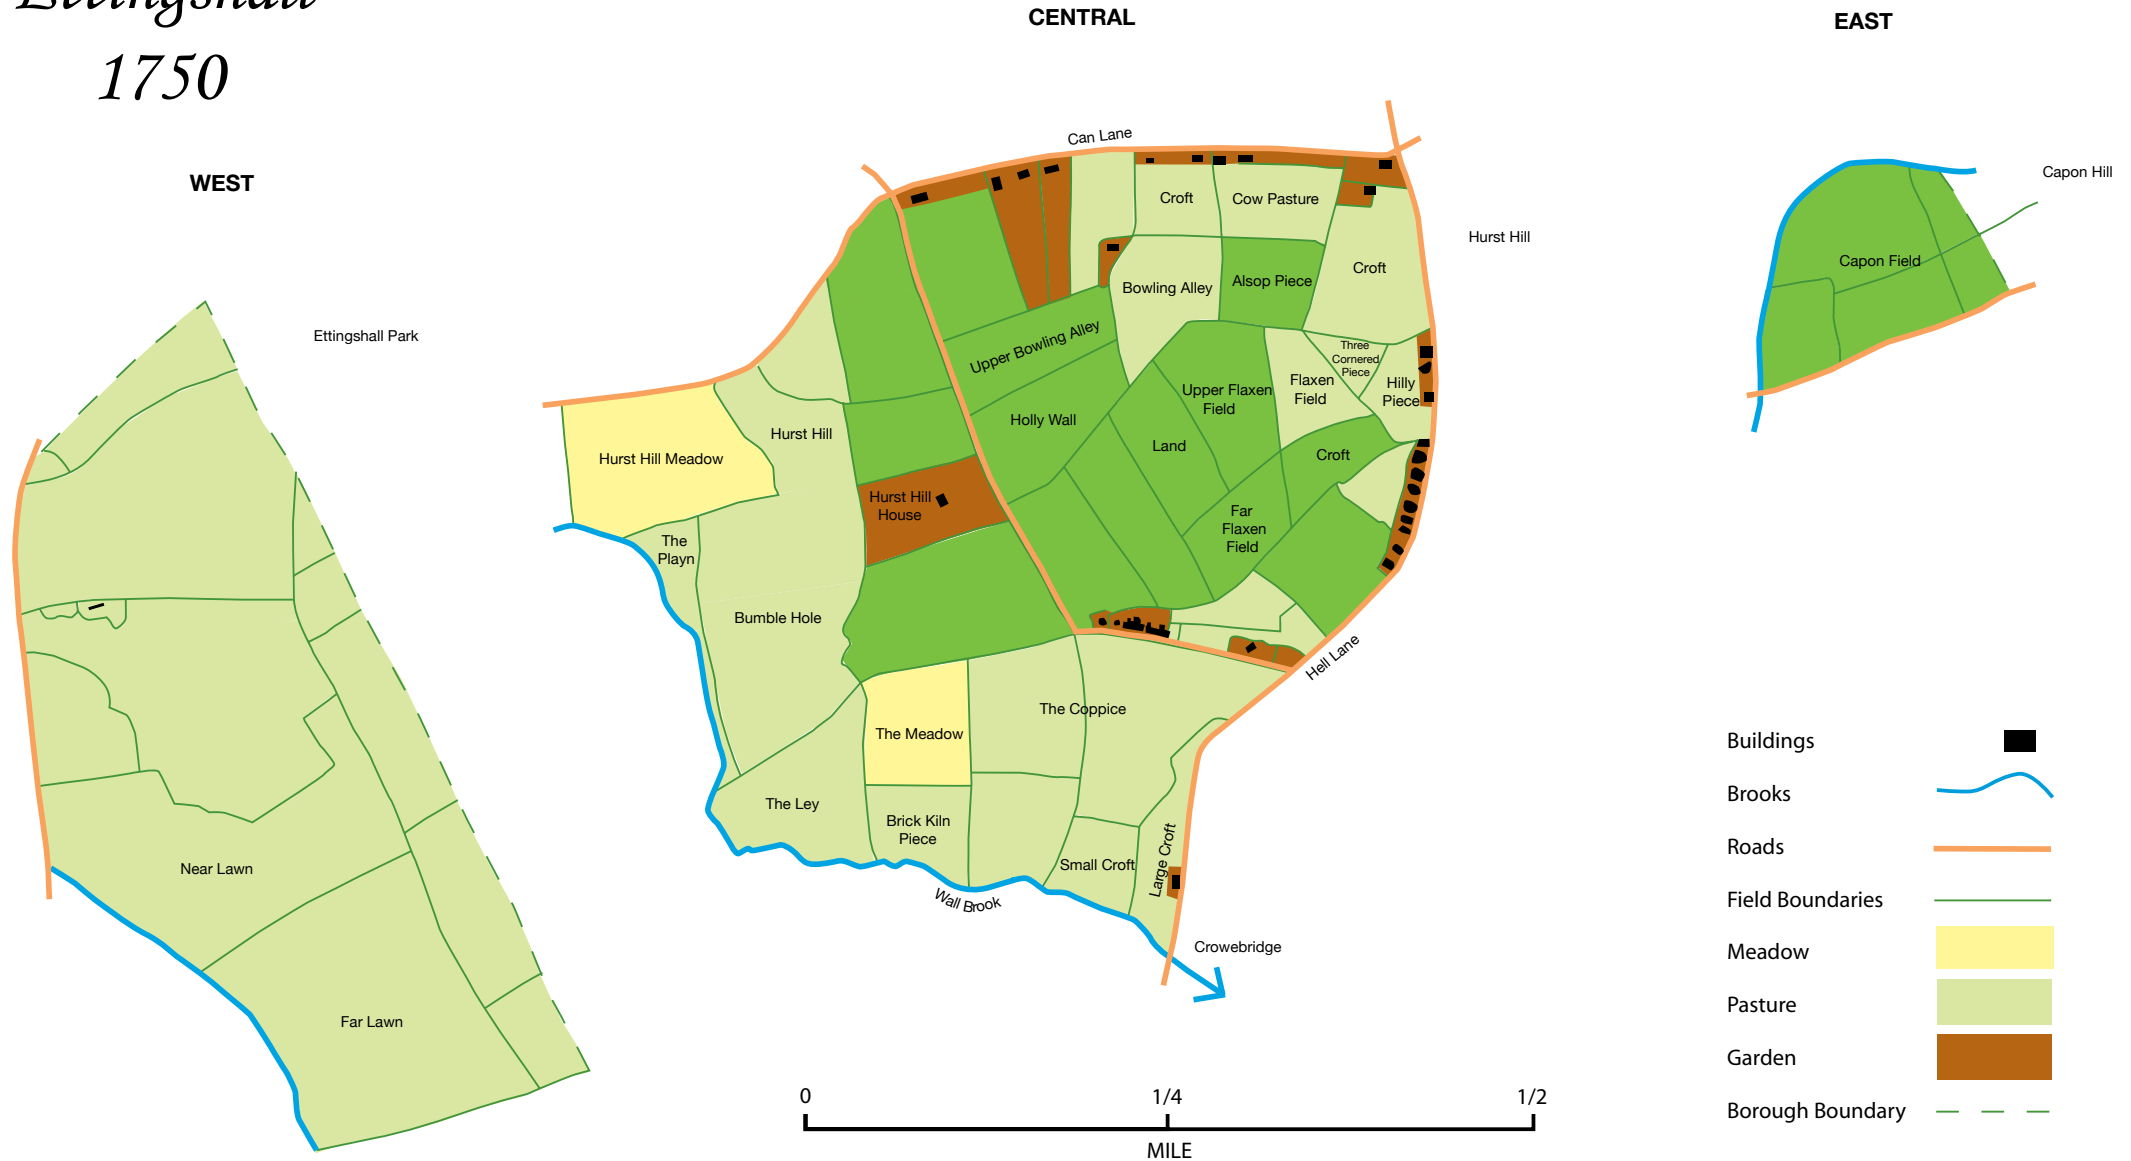 Ettingshall
1750
WEST
CENTRAL
EAST
Ettingshall Park
Near Lawn
Far Lawn
Can Lane
Croft
Cow Pasture
Hurst Hill
Croft
Bowling Alley
Alsop Piece
Upper Bowling Alley
Three
Cornered
Piece
Flaxen
Field
Hilly
Piece
Upper Flaxen
Field
Holly Wall
Land
Croft
Hurst Hill
Hurst Hill Meadow
Hurst Hill
House
Far
Flaxen
Field
The
Playn
Bumble Hole
Hell Lane
The Coppice
The Meadow
The Ley
Brick Kiln
Piece
Small Croft
Large Croft
Wall Brook
Crowebridge
Capon Hill
Capon Field
Buildings
Brooks
Roads
Field Boundaries
Meadow
Pasture
Garden
Borough Boundary
0 1/4 1/2
MILE